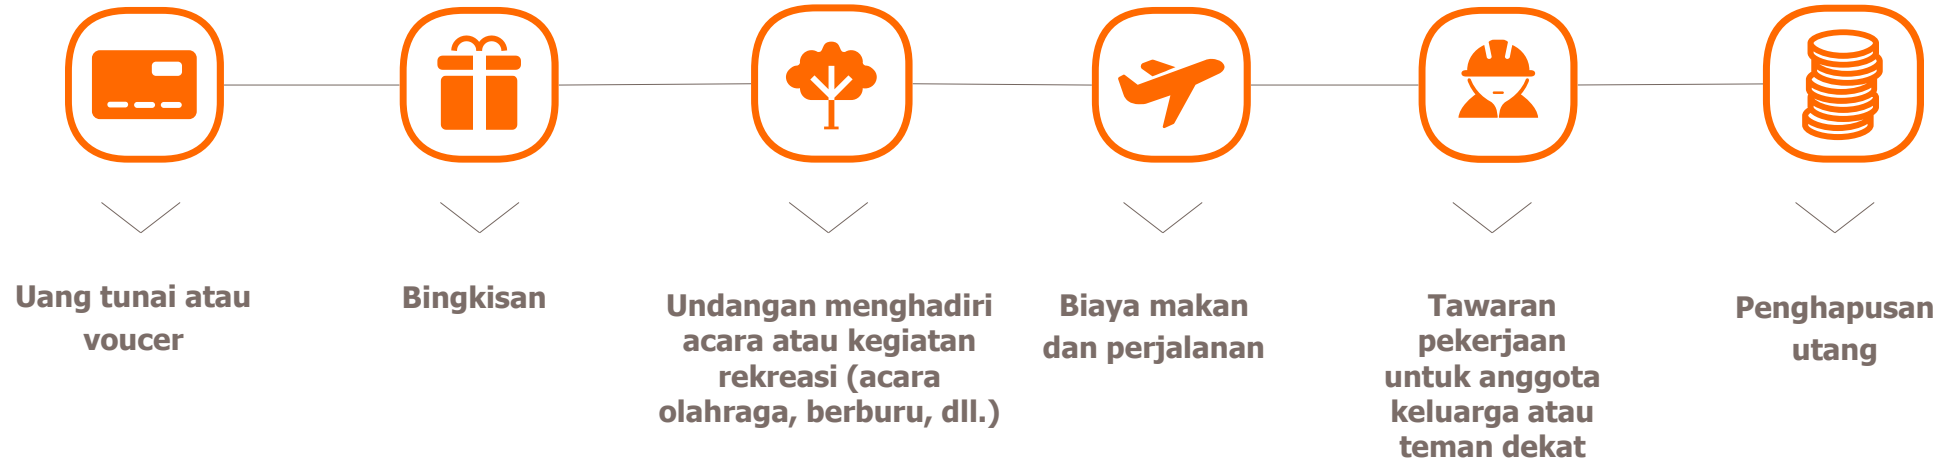 Uang tunai atau
voucer
Bingkisan
Undangan menghadiri
acara atau kegiatan
rekreasi (acara
olahraga, berburu, dll.)
Biaya makan
dan perjalanan
Tawaran
pekerjaan
untuk anggota
keluarga atau
teman dekat
Penghapusan
utang